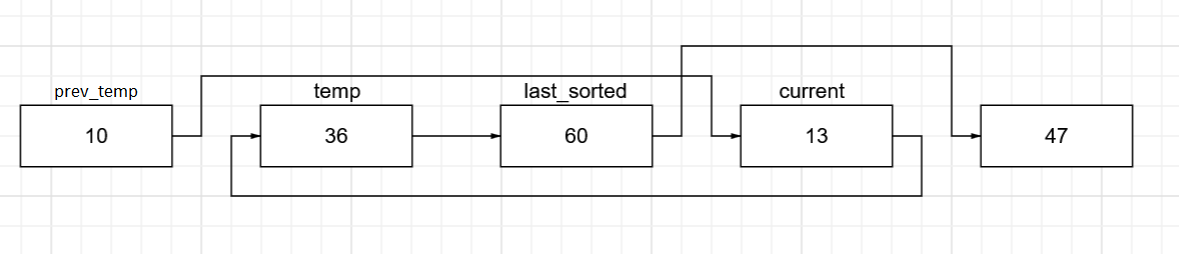 prev_temp
temp
last_sorted
current
10
36
60
13
47